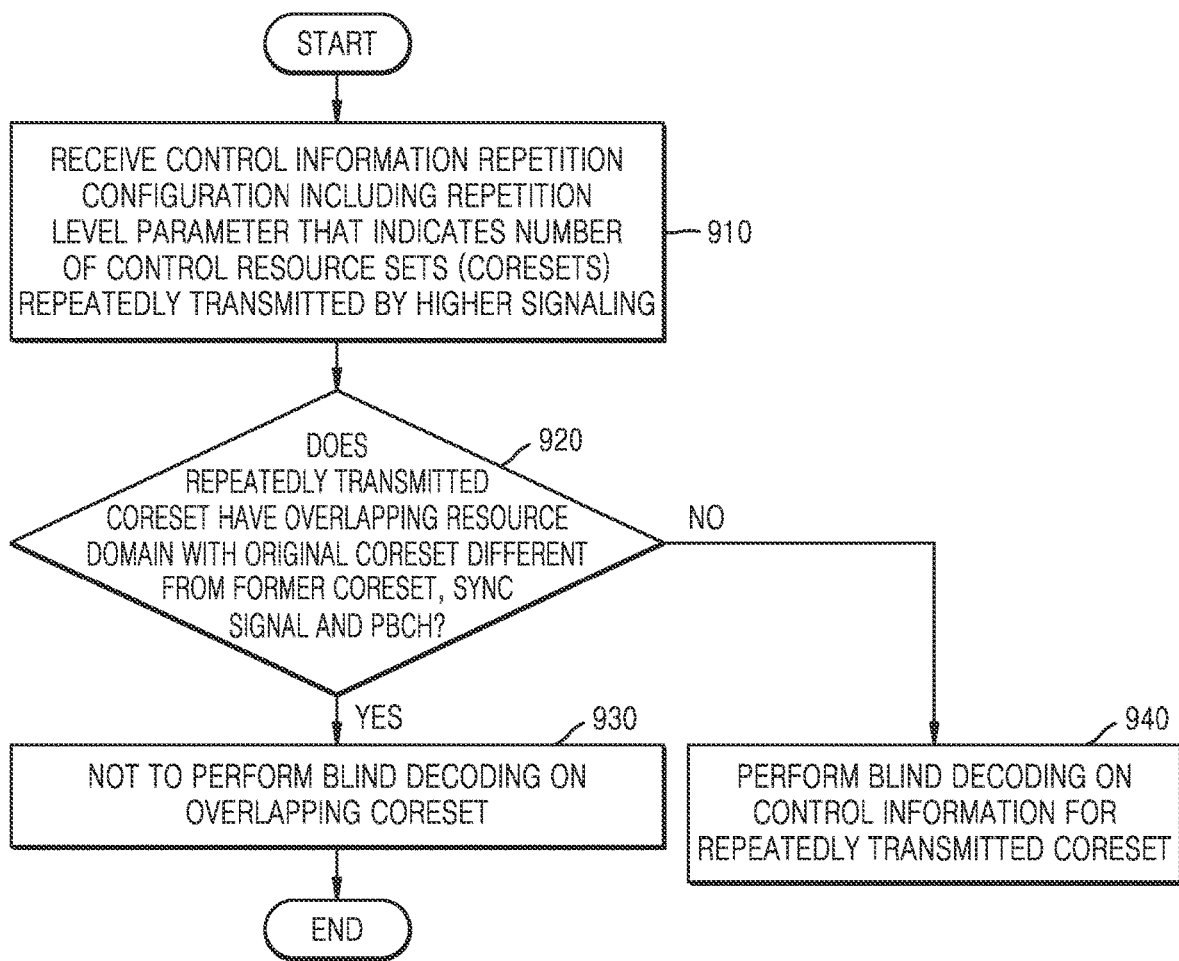 START
RECEIVE CONTROL INFORMATION REPETITION
CONFIGURATION INCLUDING REPETITION
LEVEL PARAMETER THAT INDICATES NUMBER
OF CONTROL RESOURCE SETS (CORESETS)
REPEATEDLY TRANSMITTED BY HIGHER SIGNALING
910
DOES
REPEATEDLY TRANSMITTED
CORESET HAVE OVERLAPPING RESOURCE
DOMAIN WITH ORIGINAL CORESET DIFFERENT
FROM FORMER CORESET, SYNC
SIGNAL AND PBCH?
920
NO
YES
930
NOT TO PERFORM BLIND DECODING ON
OVERLAPPING CORESET
940
PERFORM BLIND DECODING ON
CONTROL INFORMATION FOR
REPEATEDLY TRANSMITTED CORESET
END